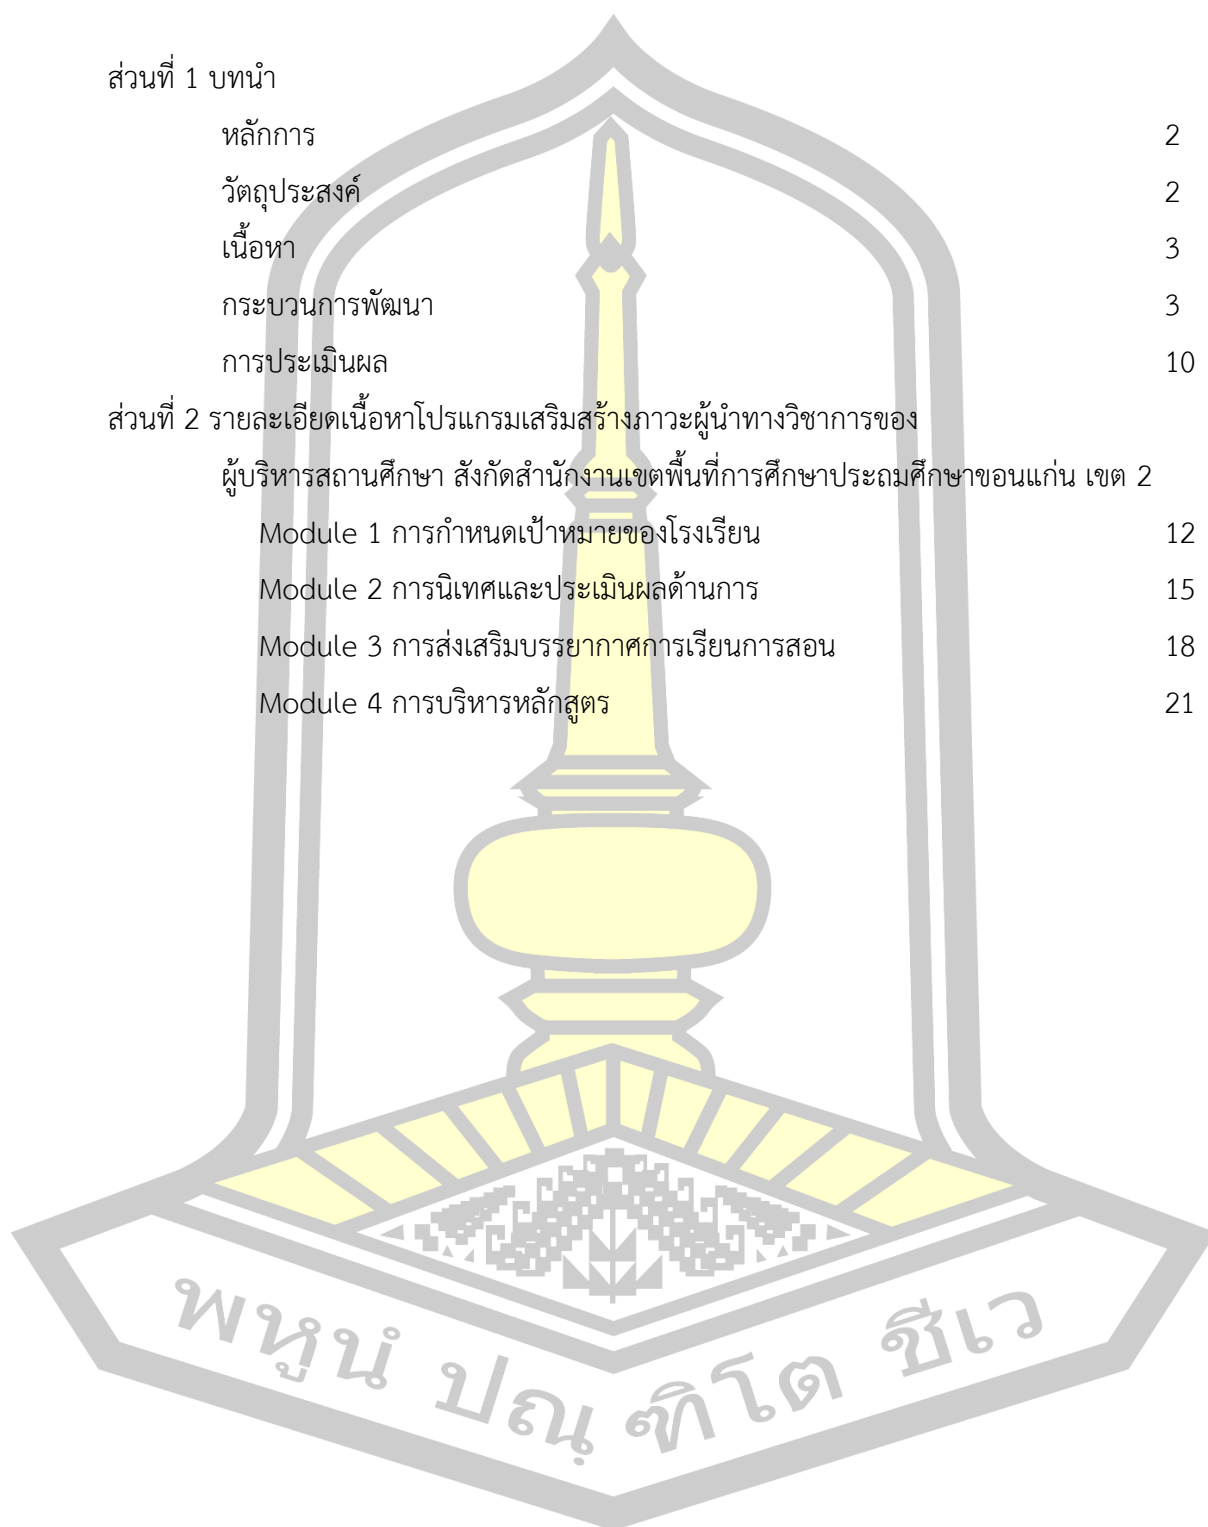 ส่วนที่ 1 บทนำ
หลักการ 2
วัตถุประสงค์ 2
เนื้อหา 3
กระบวนการพัฒนา 3
การประเมินผล 10
ส่วนที่ 2 รายละเอียดเนื้อหาโปรแกรมเสริมสร้างภาวะผู้นำทางวิชาการของ
ผู้บริหารสถานศึกษา สังกัดสำนักงานเขตพื้นที่การศึกษาประถมศึกษาขอนแก่น เขต 2
Module 1 การกำหนดเป้าหมายของโรงเรียน 12
Module 2 การนิเทศและประเมินผลด้านการ 15
Module 3 การส่งเสริมบรรยากาศการเรียนการสอน 18
Module 4 การบริหารหลักสูตร 21
พหูนํ ปณฺฑิโต ชีเว